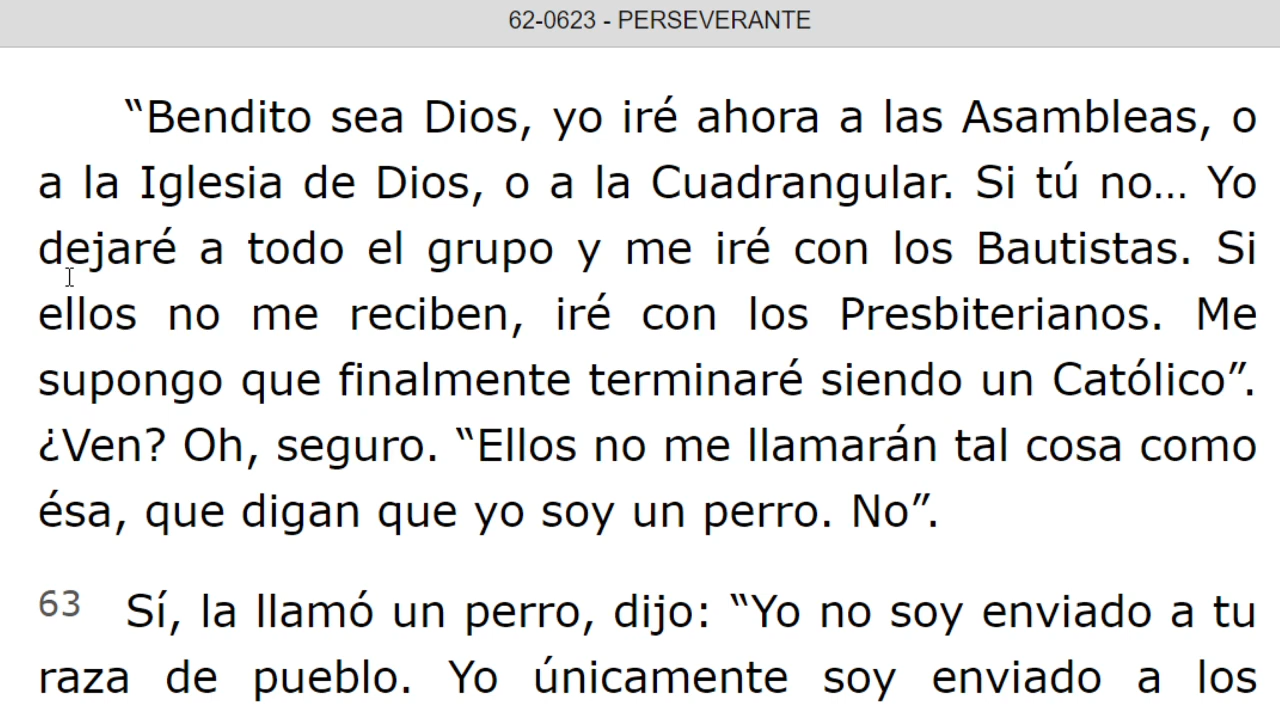 62-0623 - PERSEVERANTE
“Bendito sea Dios, yo iré ahora a las Asambleas, o
a la Iglesia de Dios, o a la Cuadrangular. Si tú no… Yo
dejaré a todo el grupo y me iré con los Bautistas. Si
ellos no me reciben, iré con los Presbiterianos. Me
supongo que finalmente terminaré siendo un Católico”.
¿Ven? Oh, seguro. “Ellos no me llamarán tal cosa como
ésa, que digan que yo soy un perro. No”.
63 Sí, la llamó un perro, dijo: “Yo no soy enviado a tu
raza de pueblo. Yo únicamente soy enviado a los